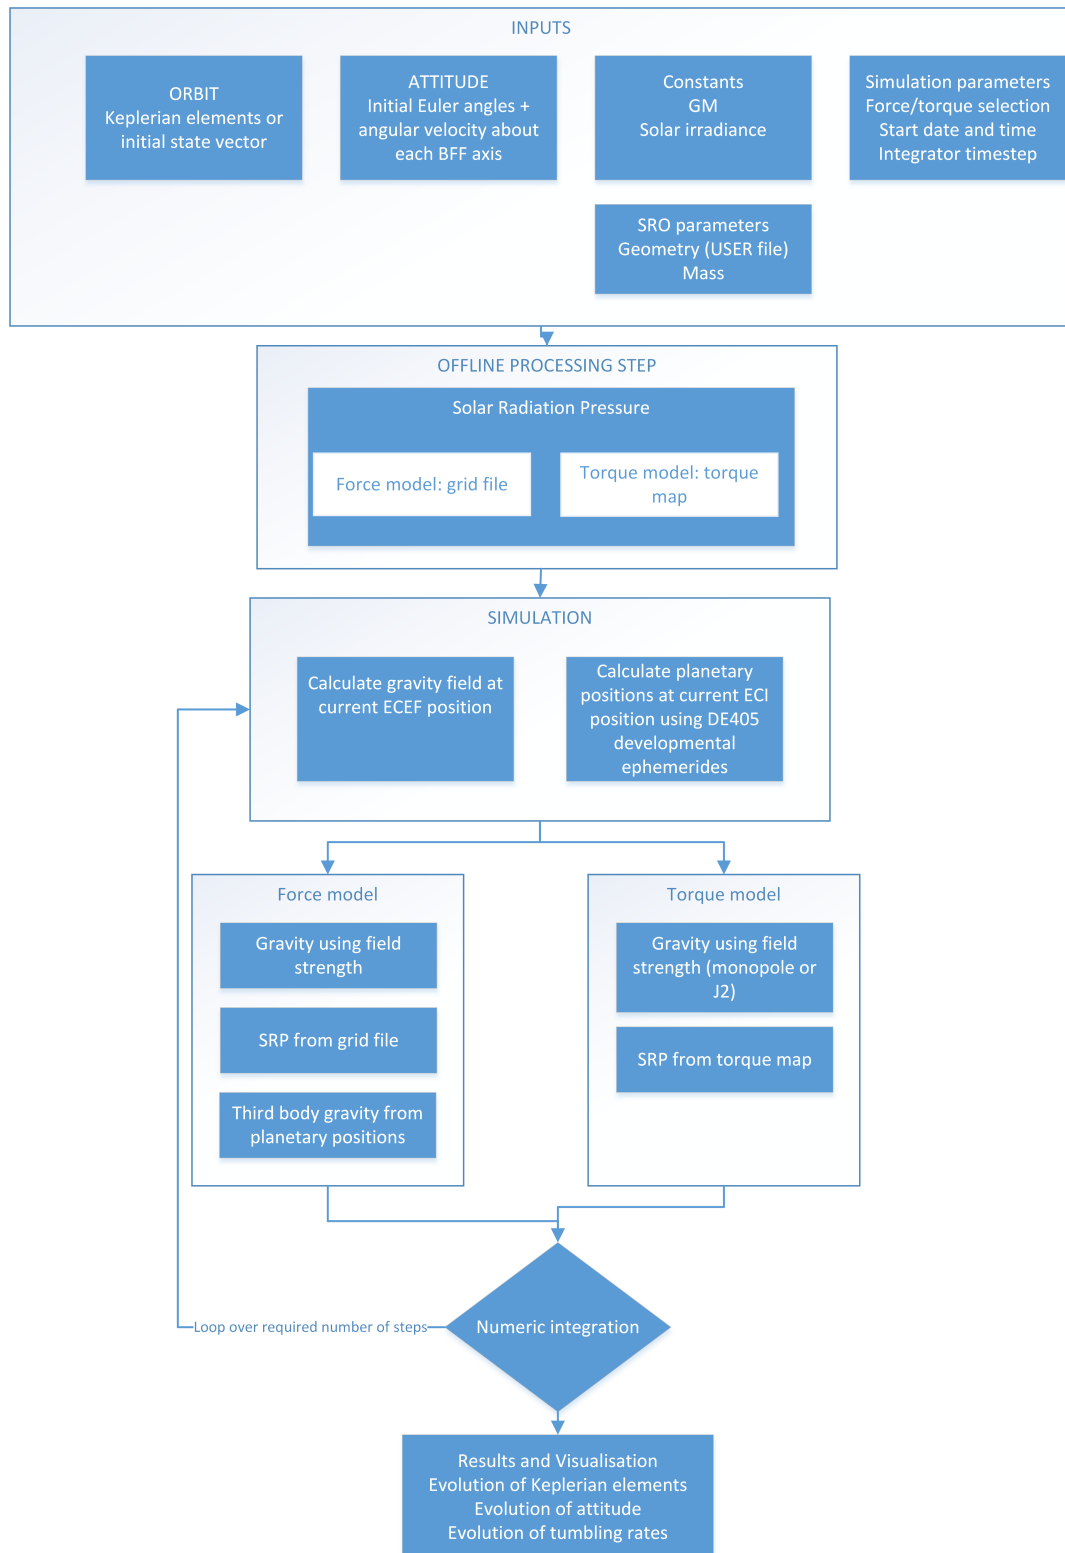 INPUTS
ORBIT
Keplerian elements or
initial state vector
ATTITUDE
Initial Euler angles +
angular velocity about
each BFF axis
Constants
GM
Solar irradiance
Simulation parameters
Force/torque selection
Start date and time
Integrator timestep
SRO parameters
Geometry (USER file)
Mass
OFFLINE PROCESSING STEP
Solar Radiation Pressure
Force model: grid file
Torque model: torque
map
SIMULATION
Calculate gravity field at
current ECEF position
Calculate planetary
positions at current ECI
position using DE405
developmental
ephemerides
Force model
Gravity using field
strength
SRP from grid file
Third body gravity from
planetary positions
Torque model
Gravity using field
strength (monopole or
J2)
SRP from torque map
Loop over required number of steps
Numeric integration
Results and Visualisation
Evolution of Keplerian elements
Evolution of attitude
Evolution of tumbling rates